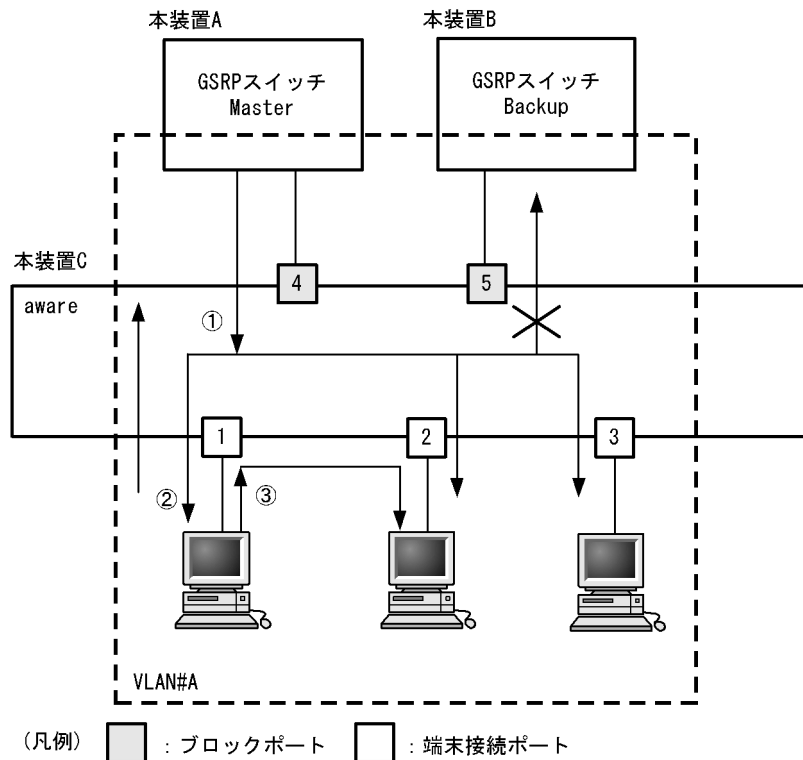 本装置A
本装置B
GSRPスイッチ
Master
GSRPスイッチ
Backup
本装置C
aware
4
5
①
1
2
3
②
③
VLAN#A
(凡例)
：ブロックポート
：端末接続ポート